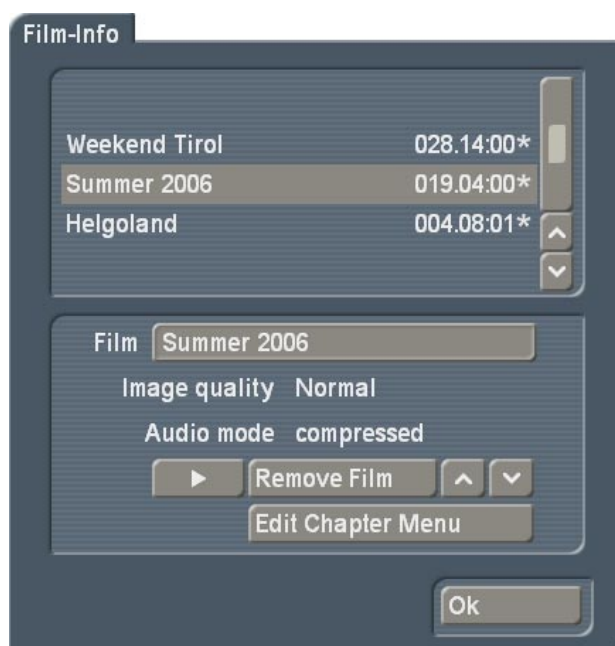 Film-Info
Weekend Tirol 028.14:00*
Summer 2006 019.04:00*
Helgoland 004.08:01*
Film Summer 2006
Image quality Normal
Audio mode compressed
Remove Film
Edit Chapter Menu
Ok